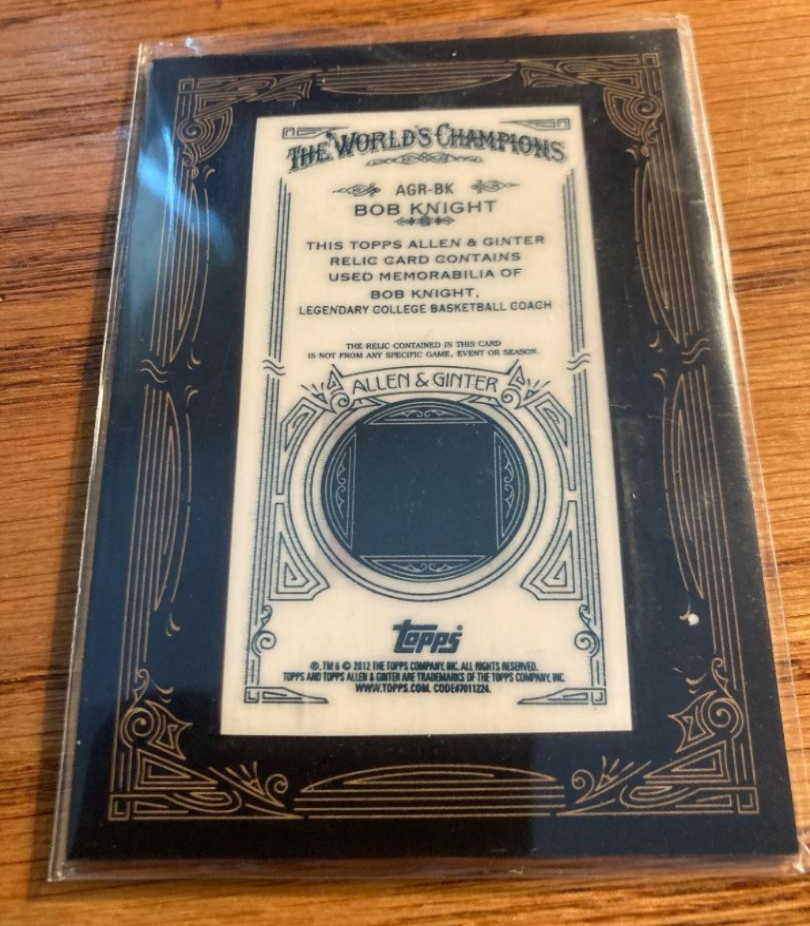 THE WORLD'S CHAMPIONS
AGR-BK
BOB KNIGHT
THIS TOPPS ALLEN & GINTER
RELIC CARD CONTAINS
USED MEMORABILIA OF
BOB KNIGHT,
LEGENDARY COLLEGE BASKETBALL COACH
THE RELIC CONTAINED IN THIS CARD
IS NOT FROM ANY SPECIFIC GAME, EVENT OR SEASON.
ALLEN & GINTER
topps
®, TM & © 2012 THE TOPPS COMPANY, INC. ALL RIGHTS RESERVED.
TOPPS AND TOPPS ALLEN & GINTER ARE TRADEMARKS OF THE TOPPS COMPANY, INC.
WWW.TOPPS.COM. CODE#7011224.